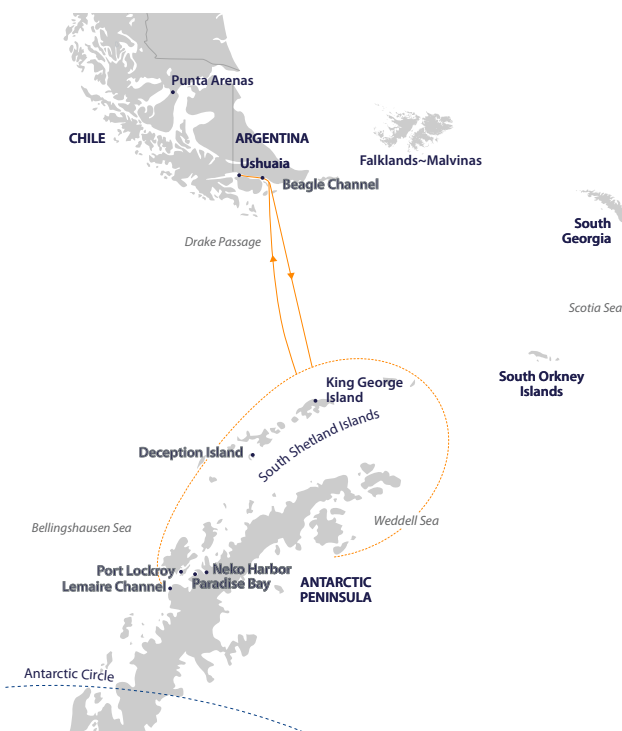 Punta Arenas
CHILE
ARGENTINA
Falklands~Malvinas
Ushuaia
Beagle Channel
South
Georgia
Drake Passage
Scotia Sea
South Orkney
Islands
King George
Island
South Shetland Islands
Deception Island
Weddell Sea
Bellingshausen Sea
Port Lockroy
Neko Harbor
Paradise Bay
Lemaire Channel
ANTARCTIC
PENINSULA
Antarctic Circle